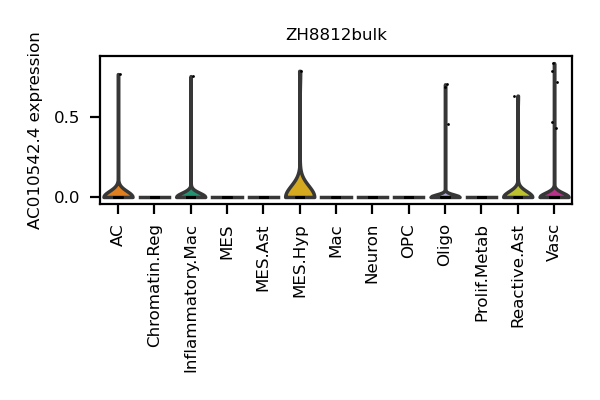 ZH8812bulk
AC010542.4 expression
0.5
0.0
AC
Chromatin.Reg
Inflammatory.Mac
MES
MES.Ast
MES.Hyp
Mac
Neuron
OPC
Oligo
Prolif.Metab
Reactive.Ast
Vasc